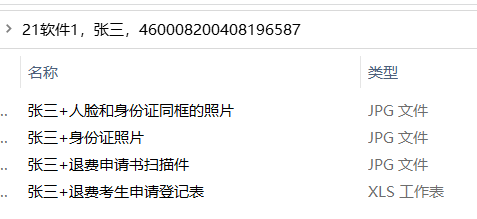 21软件1，张三，460008200408196587
名称 类型
张三+人脸和身份证同框的照片 JPG 文件
张三+身份证照片 JPG 文件
张三+退费申请书扫描件 JPG 文件
张三+退费考生申请登记表 XLS 工作表